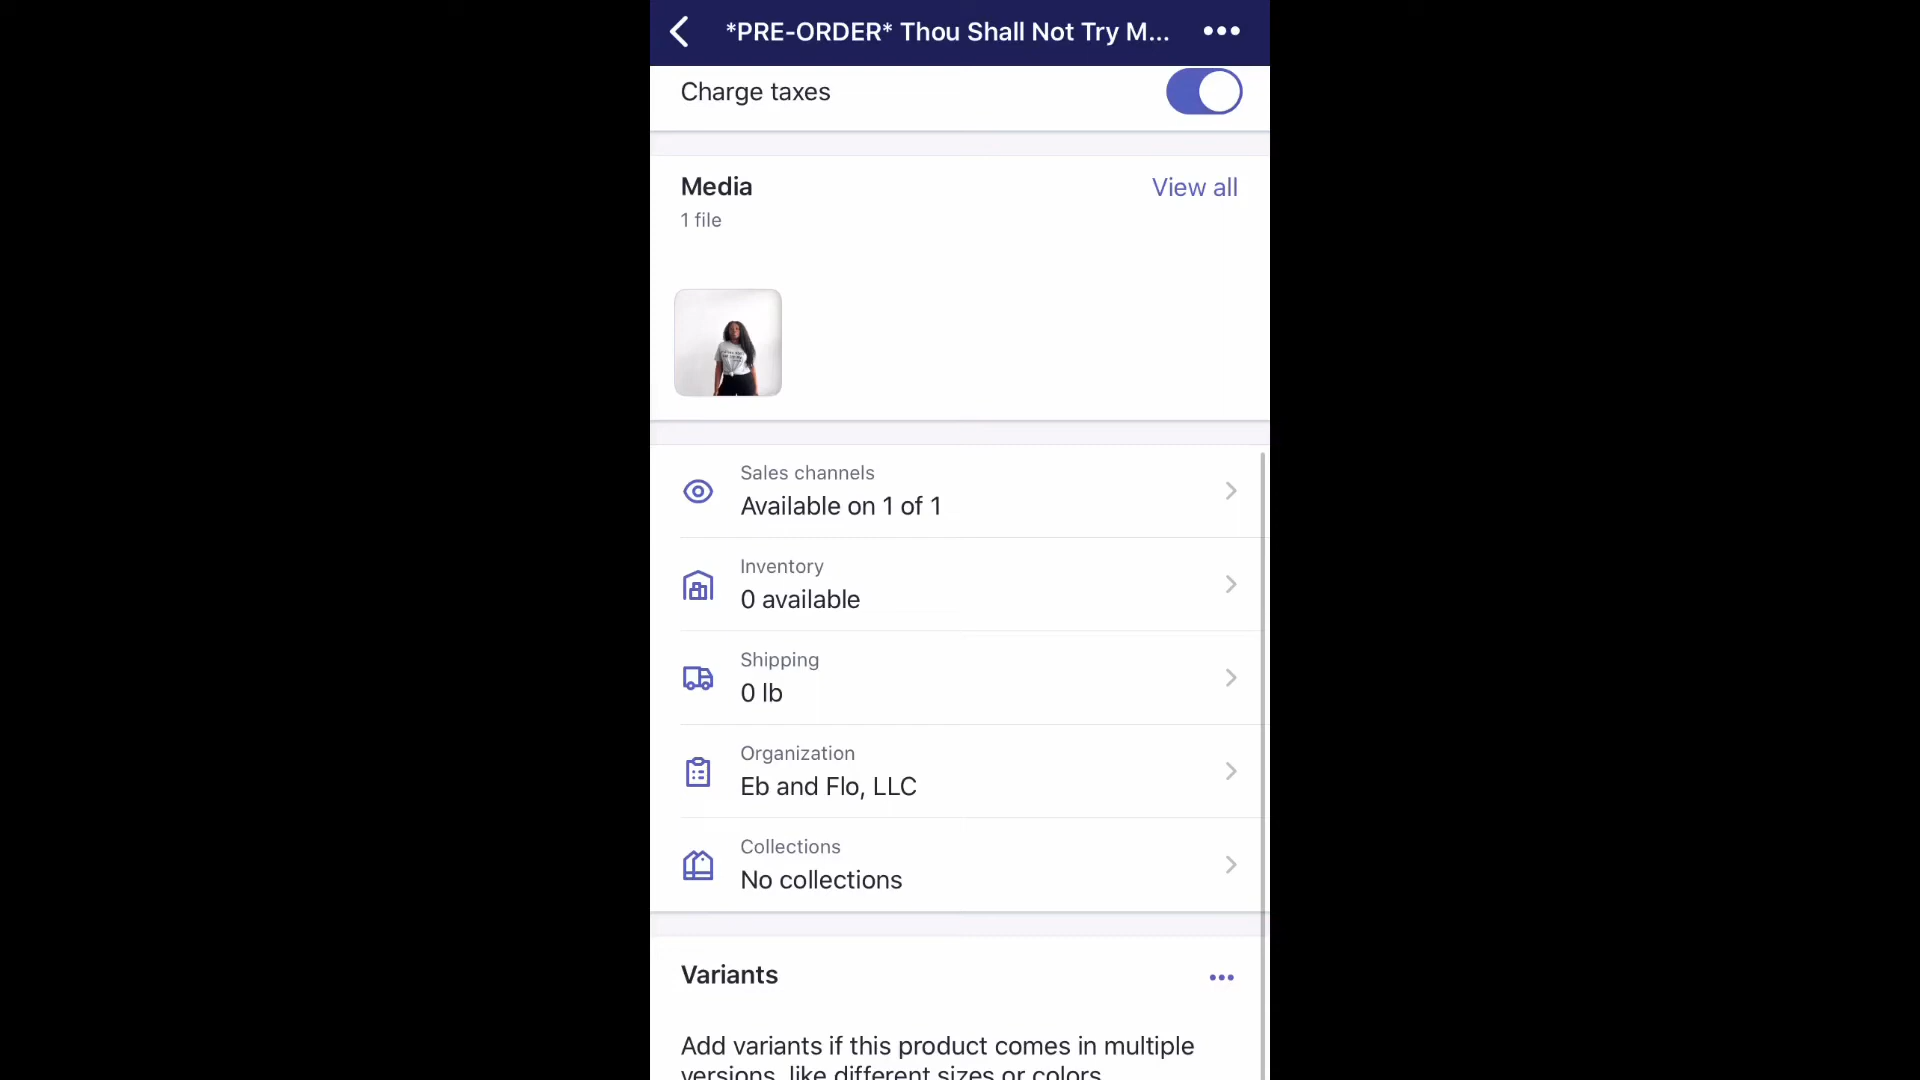 *PRE-ORDER* Thou Shall Not Try M...
Charge taxes
Media
View all
1 file
Sales channels
Available on 1 of 1
Inventory
0 available
Shipping
0 lb
Organization
Eb and Flo, LLC
Collections
No collections
Variants
Add variants if this product comes in multiple
versions, like different sizes or colors.